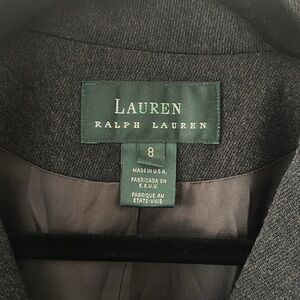 LAUREN
RALPH LAUREN
8
MADE IN U.S.A.
FABRICADA EN
E.E.U.U.
FABRIQUE AU
ETATS-UNIS